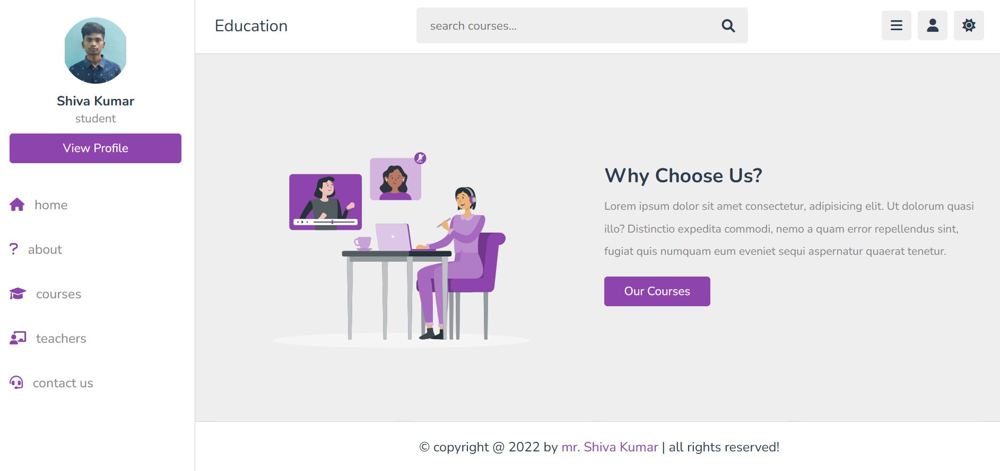 Shiva Kumar
student
View Profile
home
about
courses
teachers
contact us
Education
search courses...
Why Choose Us?
Lorem ipsum dolor sit amet consectetur, adipisicing elit. Ut dolorum quasi
illo? Distinctio expedita commodi, nemo a quam error repellendus sint,
fugiat quis numquam eum eveniet sequi aspernatur quaerat tenetur.
Our Courses
© copyright @ 2022 by mr. Shiva Kumar | all rights reserved!